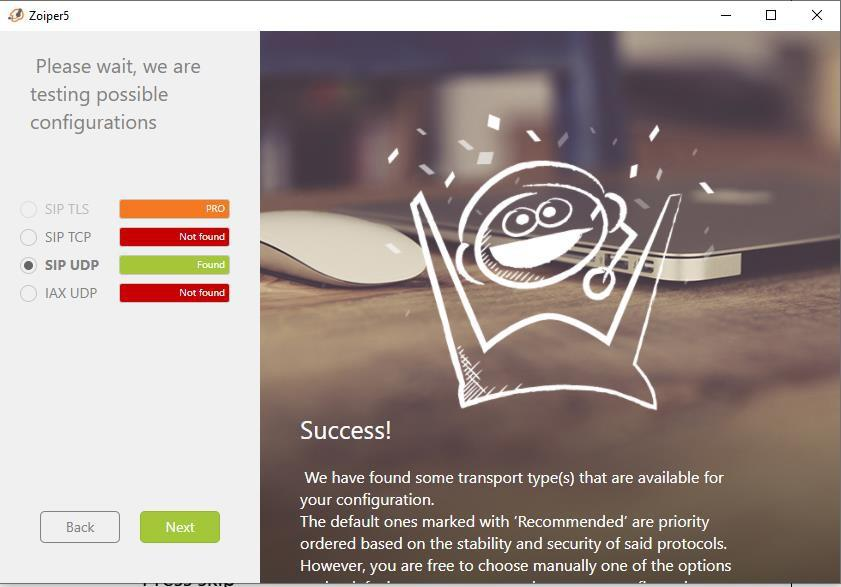 Zoiper5
Please wait, we are
testing possible
configurations
SIP TLS PRO
SIP TCP Not found
SIP UDP Found
IAX UDP Not found
Back Next
Success!
We have found some transport type(s) that are available for
your configuration.
The default ones marked with ‘Recommended’ are priority
ordered based on the stability and security of said protocols.
However, you are free to choose manually one of the options